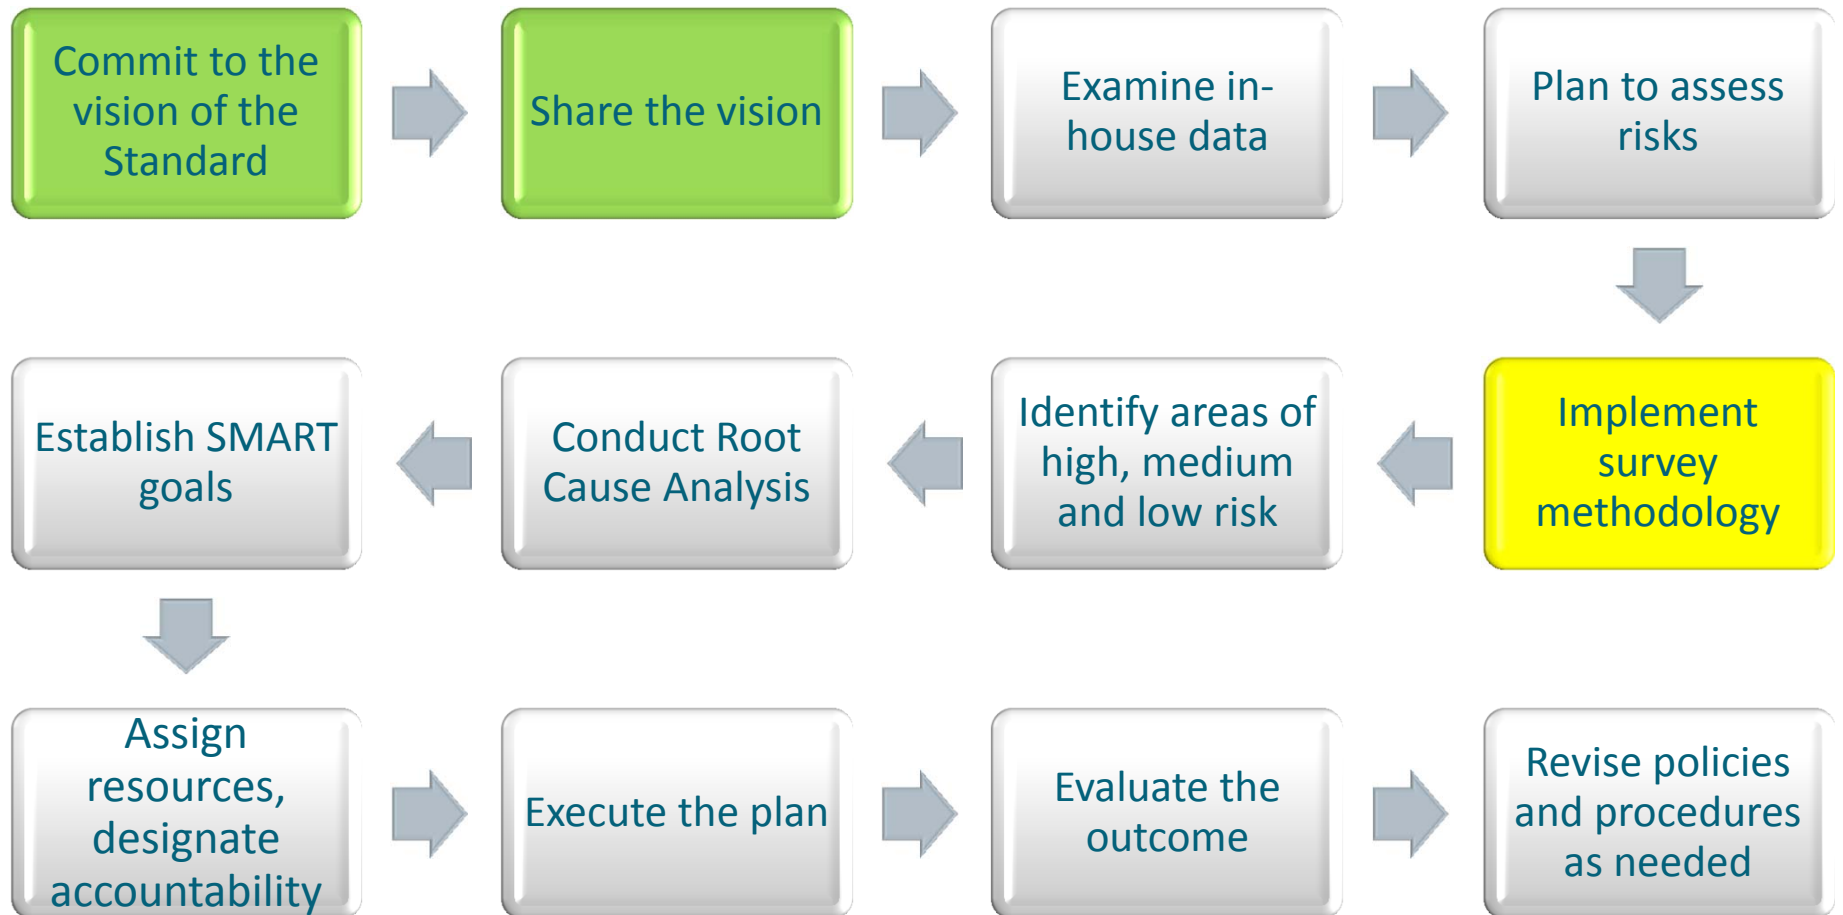 Commit to the
vision of the
Standard
Share the vision
Examine in-
house data
Plan to assess
risks
Implement
survey
methodology
Identify areas of
high, medium
and low risk
Conduct Root
Cause Analysis
Establish SMART
goals
Assign
resources,
designate
accountability
Execute the plan
Evaluate the
outcome
Revise policies
and procedures
as needed